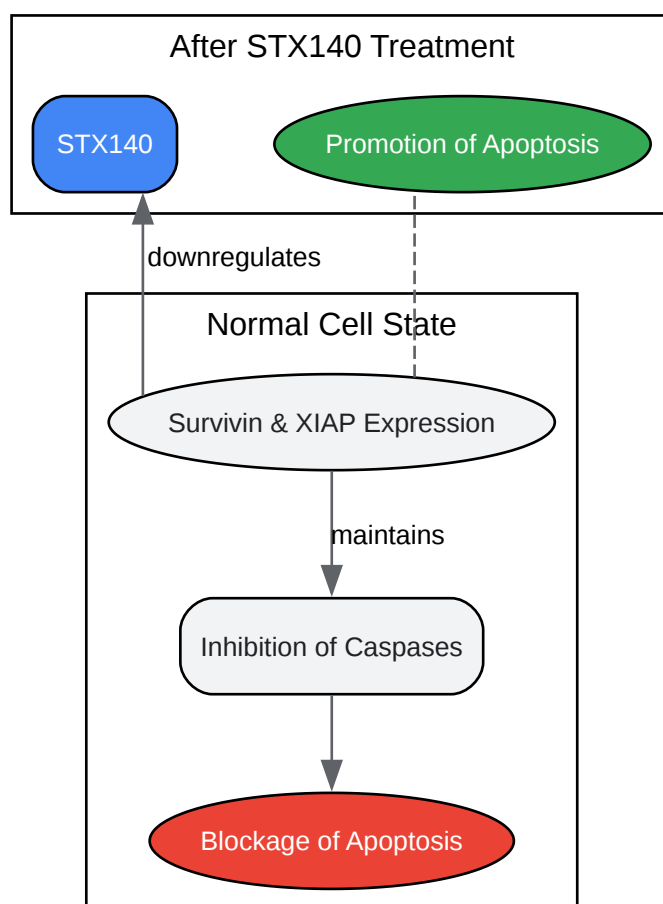 After STX140 Treatment
STX140
Promotion of Apoptosis
downregulates
Normal Cell State
Survivin & XIAP Expression
maintains
Inhibition of Caspases
Blockage of Apoptosis